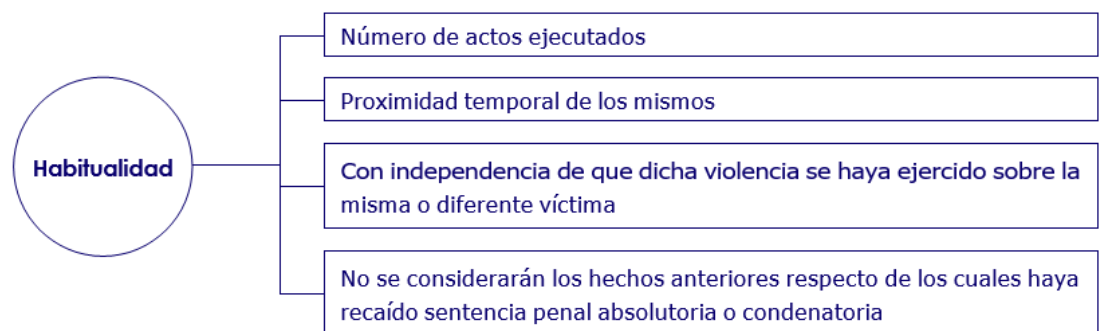 Habitualidad
Número de actos ejecutados
Proximidad temporal de los mismos
Con independencia de que dicha violencia se haya ejercido sobre la
misma o diferente víctima
No se considerarán los hechos anteriores respecto de los cuales haya
recaído sentencia penal absolutoria o condenatoria